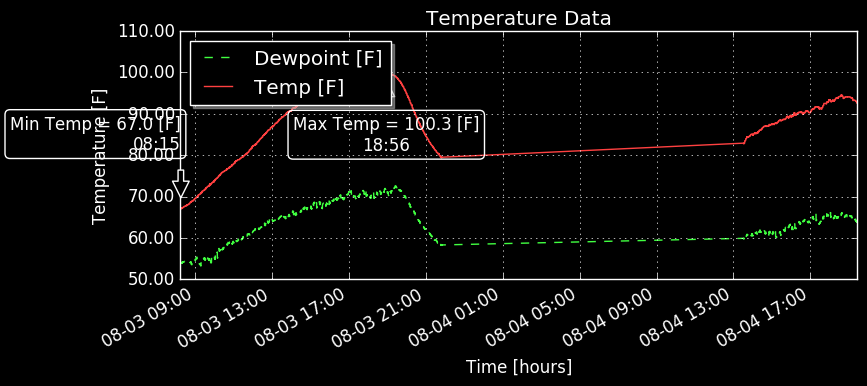 Temperature Data
110.00
100.00
90.00
80.00
70.00
60.00
50.00
Temperature [F]
Dewpoint [F]
Temp [F]
Min Temp = 67.0 [F]
08:15
Max Temp = 100.3 [F]
18:56
08-03 09:00
08-03 13:00
08-03 17:00
08-03 21:00
08-04 01:00
08-04 05:00
08-04 09:00
08-04 13:00
08-04 17:00
Time [hours]